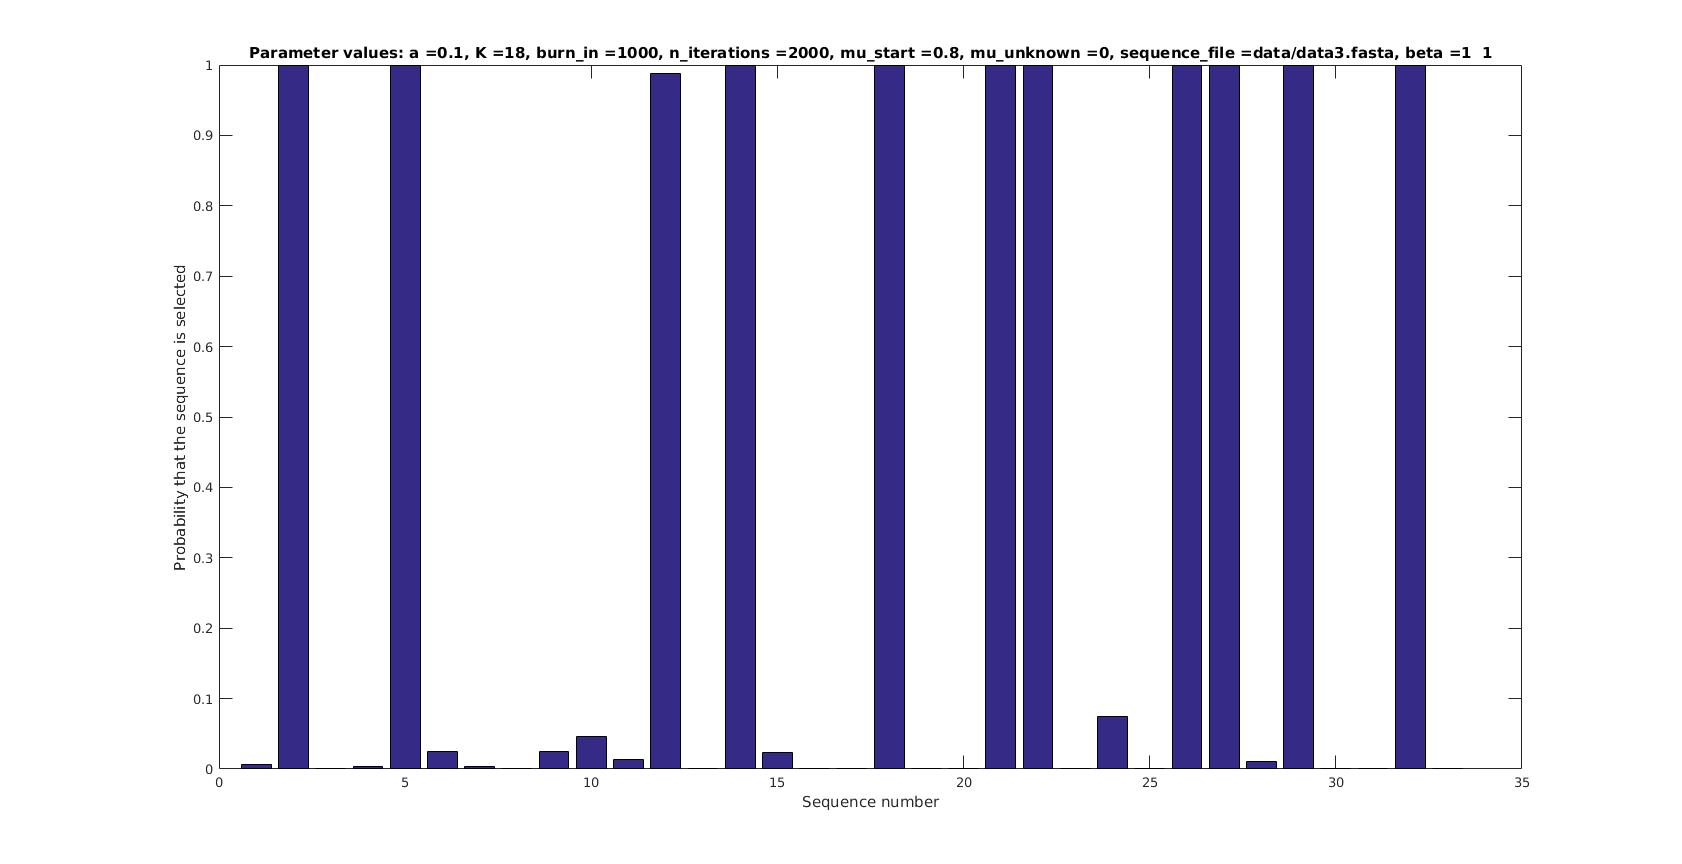 Parameter values: a =0.1, K =18, burn_in =1000, n_iterations =2000, mu_start =0.8, mu_unknown =0, sequence_file =data/data3.fasta, beta =1  1
Probability that the sequence is selected
1
0.9
0.8
0.7
0.6
0.5
0.4
0.3
0.2
0.1
0
0 5 10 15 20 25 30 35
Sequence number